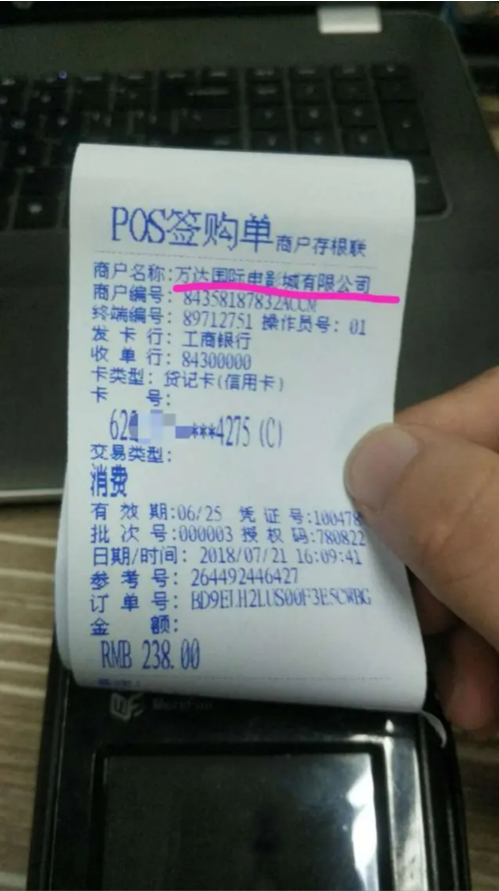 POS签购单 商户存根联
商户名称:万达国际电影城有限公司
商户编号: 84358187832ACCM
终端编号: 89712751 操作员号: 01
发 卡 行: 工商银行
收 单 行: 84300000
卡类型: 贷记卡(信用卡)
卡 号:
***4275 (C)
交易类型:
消费
有 效 期:06/25 凭 证 号:100478
批 次 号:000003 授 权 码:780822
日期/时间: 2018/07/21 16:09:41
参 考 号: 264492446427
订 单 号:
金 额:
RMB 238.00